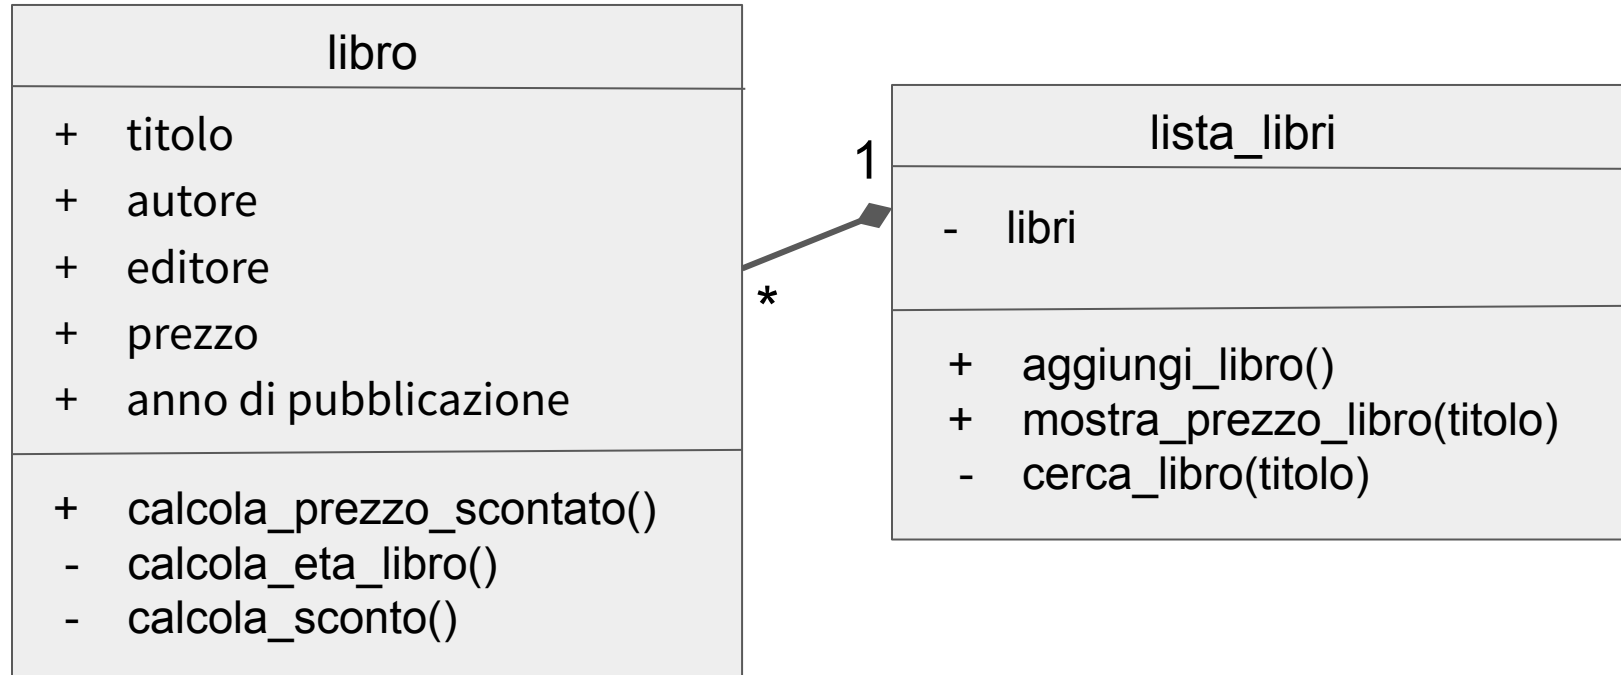 libro
+ titolo
+ autore
+ editore
+ prezzo
+ anno di pubblicazione
+ calcola_prezzo_scontato()
- calcola_eta_libro()
- calcola_sconto()
1
*
lista_libri
- libri
+ aggiungi_libro()
+ mostra_prezzo_libro(titolo)
- cerca_libro(titolo)